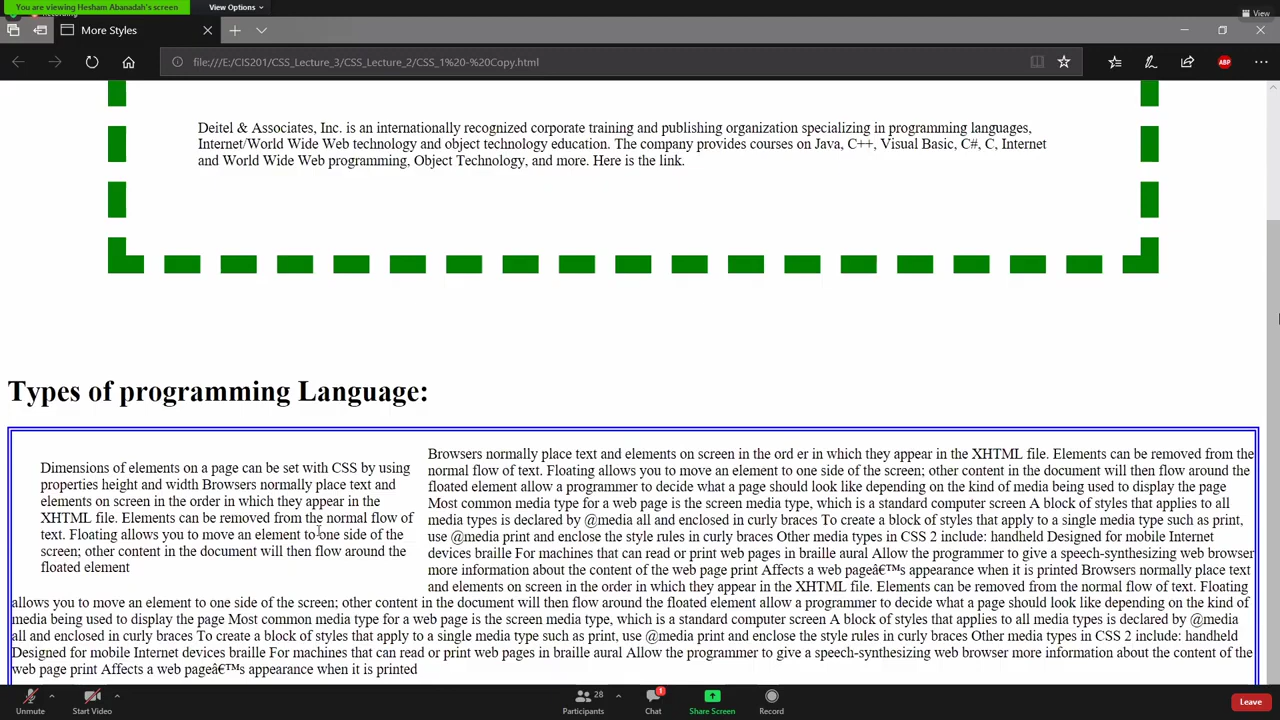 You are viewing Hesham Abanadah's screen
View Options
View
More Styles
file:///E:/CIS201/CSS_Lecture_3/CSS_Lecture_2/CSS_1%20-%20Copy.html
ABP
Deitel & Associates, Inc. is an internationally recognized corporate training and publishing organization specializing in programming languages,
Internet/World Wide Web technology and object technology education. The company provides courses on Java, C++, Visual Basic, C#, C, Internet
and World Wide Web programming, Object Technology, and more. Here is the link.
Types of programming Language:
Dimensions of elements on a page can be set with CSS by using
properties height and width Browsers normally place text and
elements on screen in the order in which they appear in the
XHTML file. Elements can be removed from the normal flow of
text. Floating allows you to move an element to one side of the
screen; other content in the document will then flow around the
floated element
Browsers normally place text and elements on screen in the ord er in which they appear in the XHTML file. Elements can be removed from the
normal flow of text. Floating allows you to move an element to one side of the screen; other content in the document will then flow around the
floated element allow a programmer to decide what a page should look like depending on the kind of media being used to display the page
Most common media type for a web page is the screen media type, which is a standard computer screen A block of styles that applies to all
media types is declared by @media all and enclosed in curly braces To create a block of styles that apply to a single media type such as print,
use @media print and enclose the style rules in curly braces Other media types in CSS 2 include: handheld Designed for mobile Internet
devices braille For machines that can read or print web pages in braille aural Allow the programmer to give a speech-synthesizing web browser
more information about the content of the web page print Affects a web pageâ€™s appearance when it is printed Browsers normally place text
and elements on screen in the order in which they appear in the XHTML file. Elements can be removed from the normal flow of text. Floating
allows you to move an element to one side of the screen; other content in the document will then flow around the floated element allow a programmer to decide what a page should look like depending on the kind of
media being used to display the page Most common media type for a web page is the screen media type, which is a standard computer screen A block of styles that applies to all media types is declared by @media
all and enclosed in curly braces To create a block of styles that apply to a single media type such as print, use @media print and enclose the style rules in curly braces Other media types in CSS 2 include: handheld
Designed for mobile Internet devices braille For machines that can read or print web pages in braille aural Allow the programmer to give a speech-synthesizing web browser more information about the content of the
web page print Affects a web pageâ€™s appearance when it is printed
Unmute
Start Video
28
Participants
1
Chat
Share Screen
Record
Leave